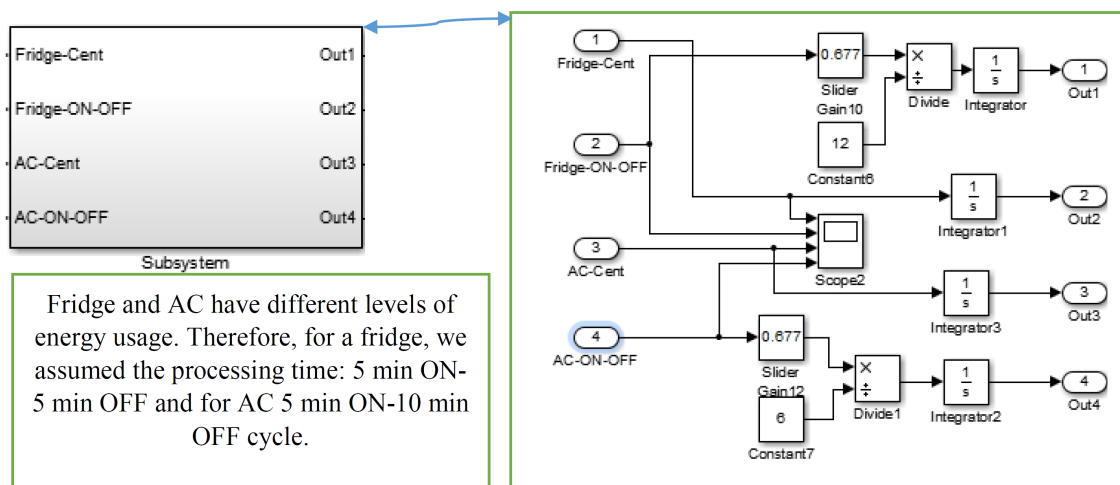 Fridge-Cent
Out1
Fridge-ON-OFF
Out2
AC-Cent
Out3
AC-ON-OFF
Out4
Subsystem
Fridge and AC have different levels of
energy usage. Therefore, for a fridge, we
assumed the processing time: 5 min ON-
5 min OFF and for AC 5 min ON-10 min
OFF cycle.
1
Fridge-Cent
0.677
Slider
Gain10
×
÷
Divide
1
s
Integrator
1
Out1
2
Fridge-ON-OFF
12
Constant6
1
s
Integrator1
2
Out2
3
AC-Cent
Scope2
1
s
Integrator3
3
Out3
4
AC-ON-OFF
0.677
Slider
Gain12
×
÷
Divide1
1
s
Integrator2
4
Out4
6
Constant7